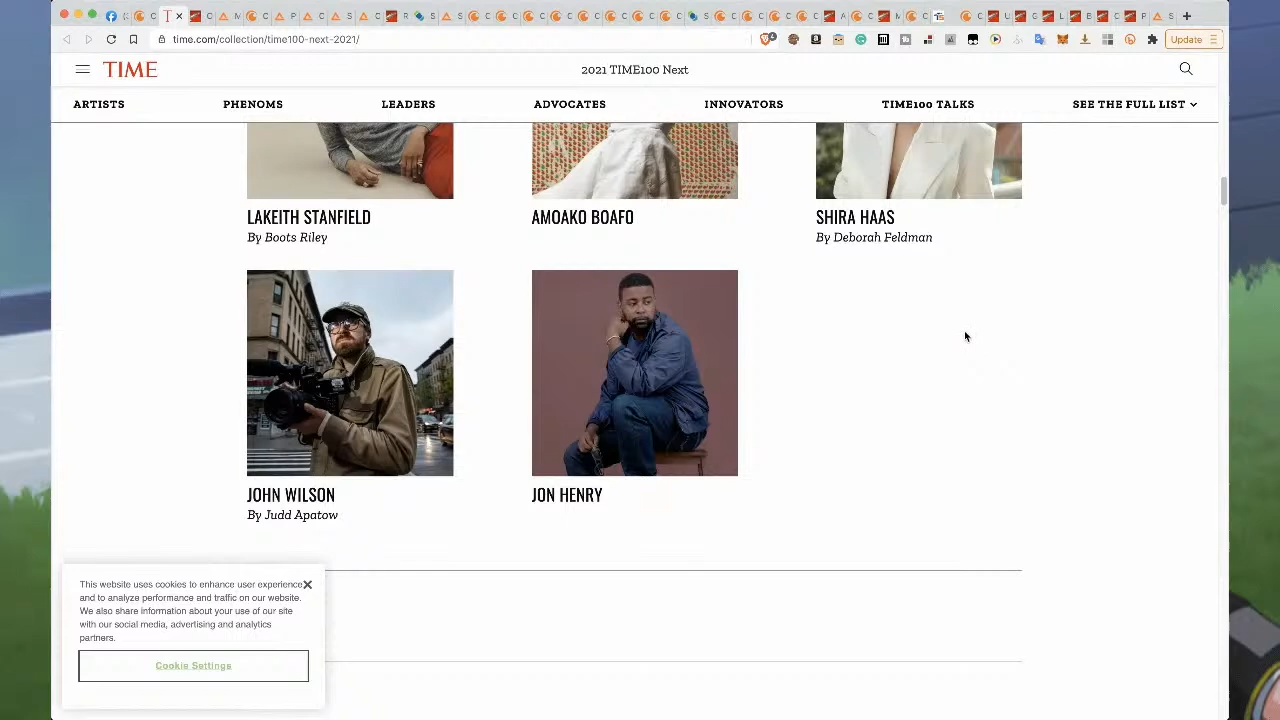 time.com/collection/time100-next-2021/
Update
TIME
2021 TIME100 Next
ARTISTS
PHENOMS
LEADERS
ADVOCATES
INNOVATORS
TIME100 TALKS
SEE THE FULL LIST
LAKEITH STANFIELD
By Boots Riley
AMOAKO BOAFO
SHIRA HAAS
By Deborah Feldman
JOHN WILSON
By Judd Apatow
JON HENRY
This website uses cookies to enhance user experience
and to analyze performance and traffic on our website.
We also share information about your use of our site
with our social media, advertising and analytics
partners.
Cookie Settings